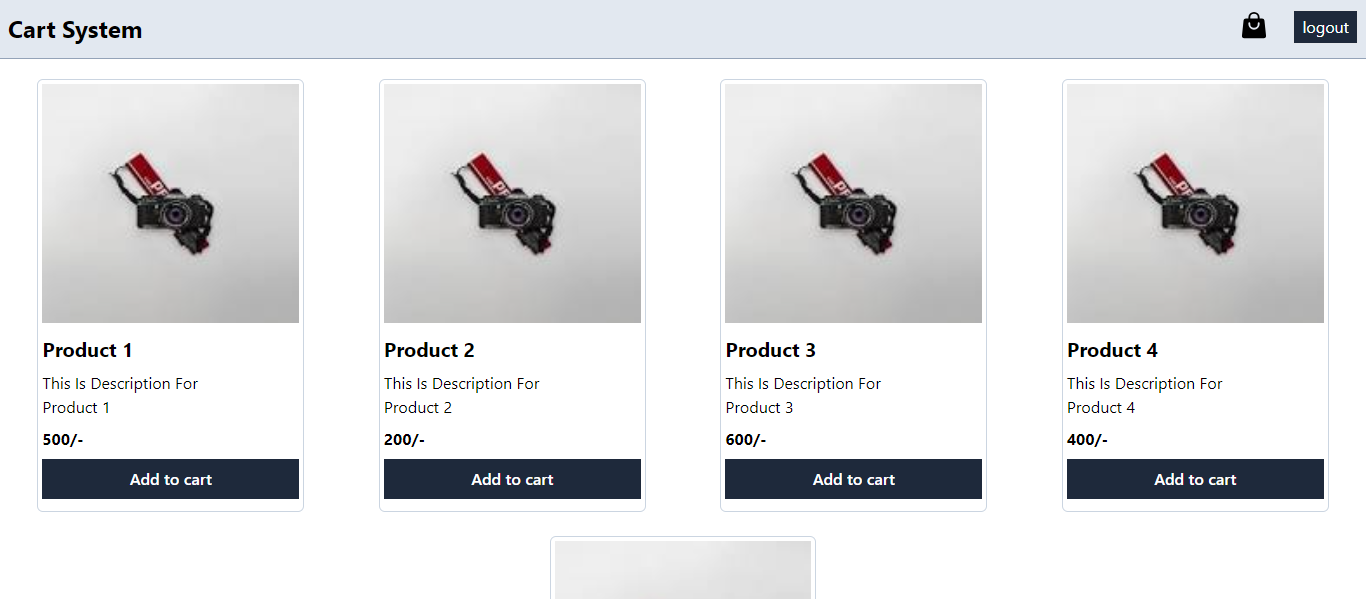 Cart System
logout
Product 1
This Is Description For
Product 1
500/-
Add to cart
Product 2
This Is Description For
Product 2
200/-
Add to cart
Product 3
This Is Description For
Product 3
600/-
Add to cart
Product 4
This Is Description For
Product 4
400/-
Add to cart